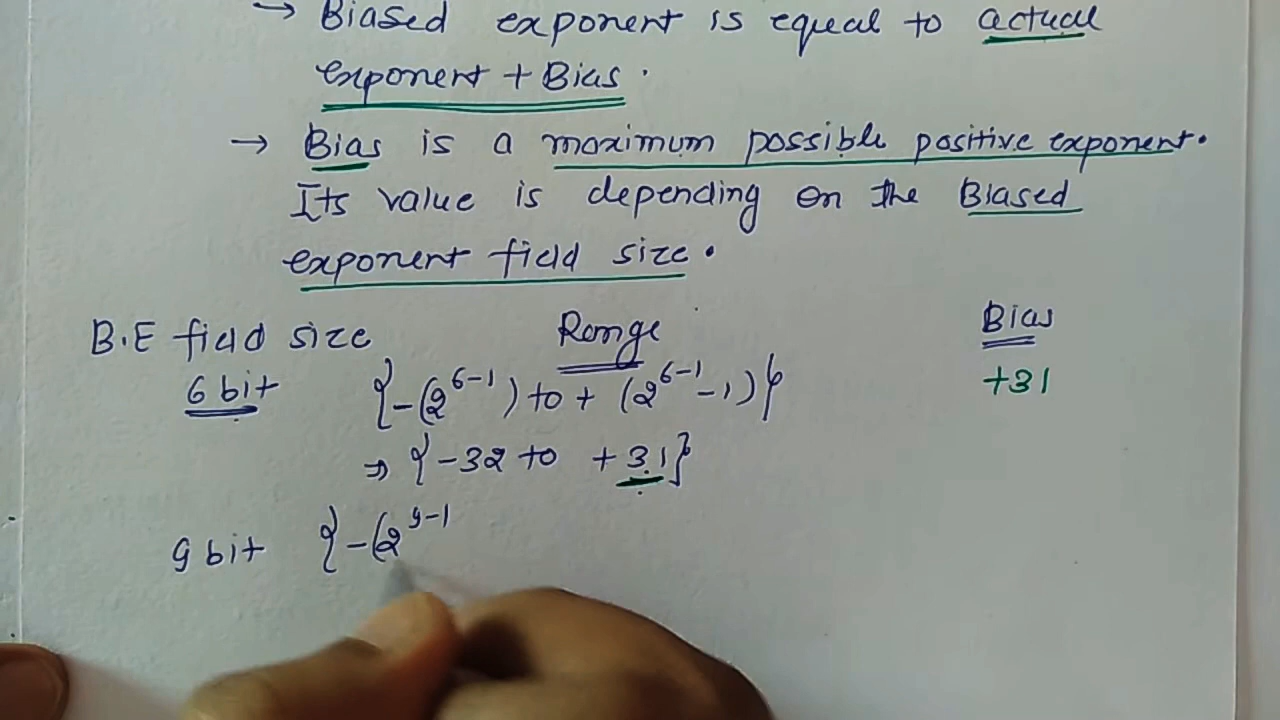 → Biased exponent is equal to actual
exponent + Bias.
→ Bias is a maximum possible positive exponent.
Its value is depending on the Biased
exponent field size.
B.E field size Range Bias
6 bit {-(2^6-1) to + (2^6-1 -1)} +31
⇒ {-32 to +31}
9 bit {-(2^9-1